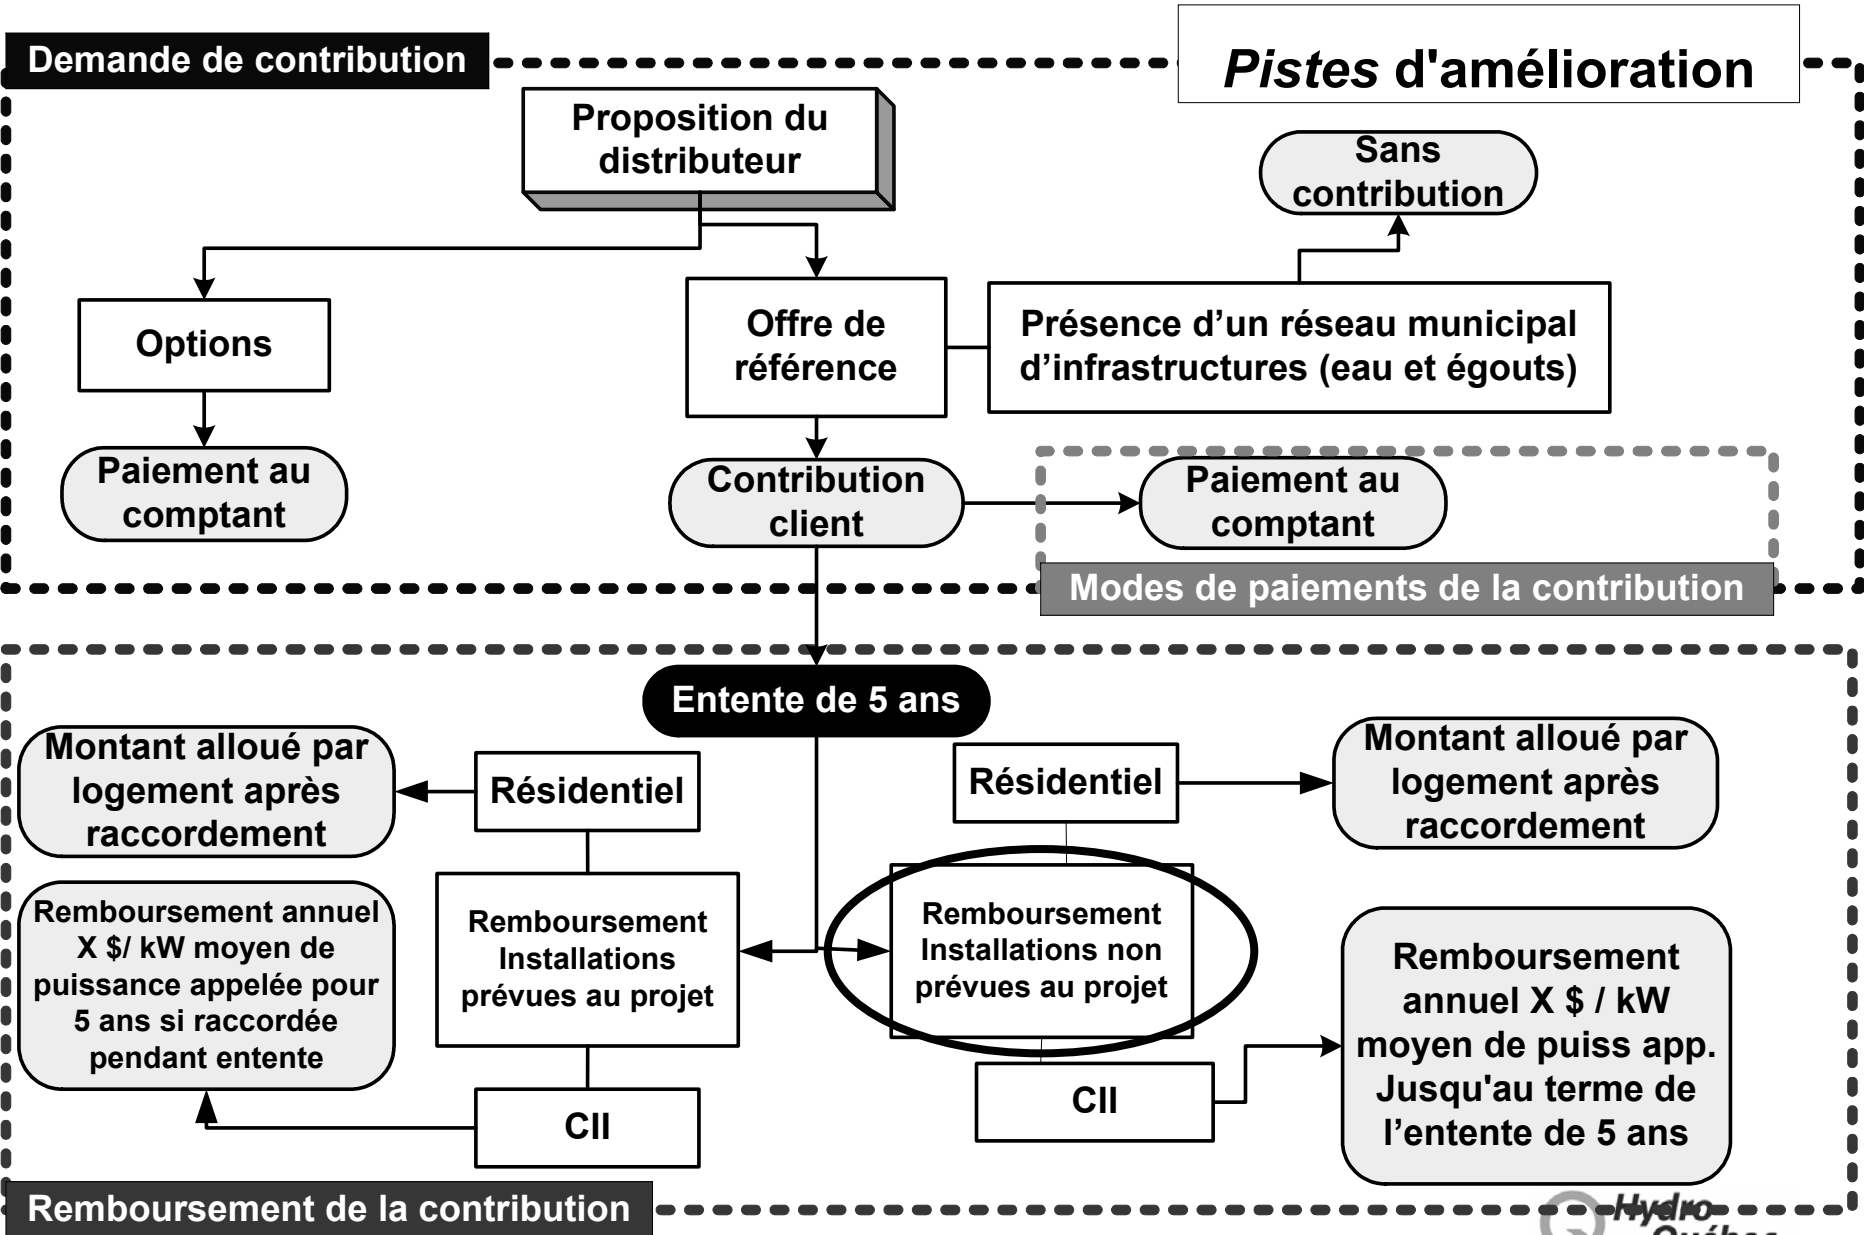 Demande de contribution
Pistes d'amélioration
Proposition du
distributeur
Sans
contribution
Options
Offre de
référence
Présence d’un réseau municipal
d’infrastructures (eau et égouts)
Paiement au
comptant
Contribution
client
Paiement au
comptant
Modes de paiements de la contribution
Entente de 5 ans
Montant alloué par
logement après
raccordement
Résidentiel
Résidentiel
Montant alloué par
logement après
raccordement
Remboursement annuel
X $/ kW moyen de
puissance appelée pour
5 ans si raccordée
pendant entente
Remboursement
Installations
prévues au projet
Remboursement
Installations non
prévues au projet
Remboursement
annuel X $ / kW
moyen de puiss app.
Jusqu'au terme de
l’entente de 5 ans
CII
CII
Remboursement de la contribution
Hydro
Québec